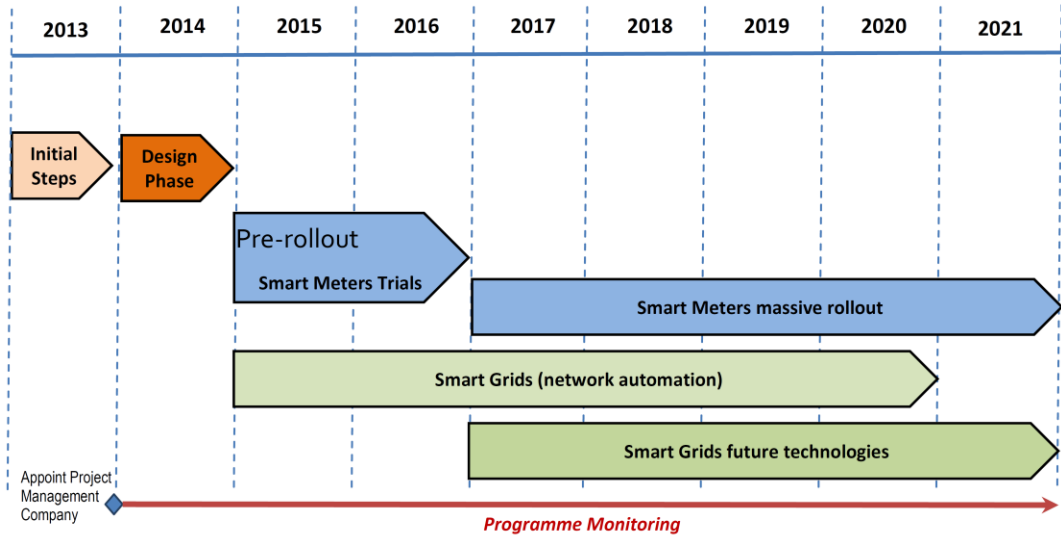 2013 2014 2015 2016 2017 2018 2019 2020 2021
Initial
Steps
Design
Phase
Pre-rollout
Smart Meters Trials
Smart Meters massive rollout
Smart Grids (network automation)
Smart Grids future technologies
Appoint Project
Management
Company
Programme Monitoring